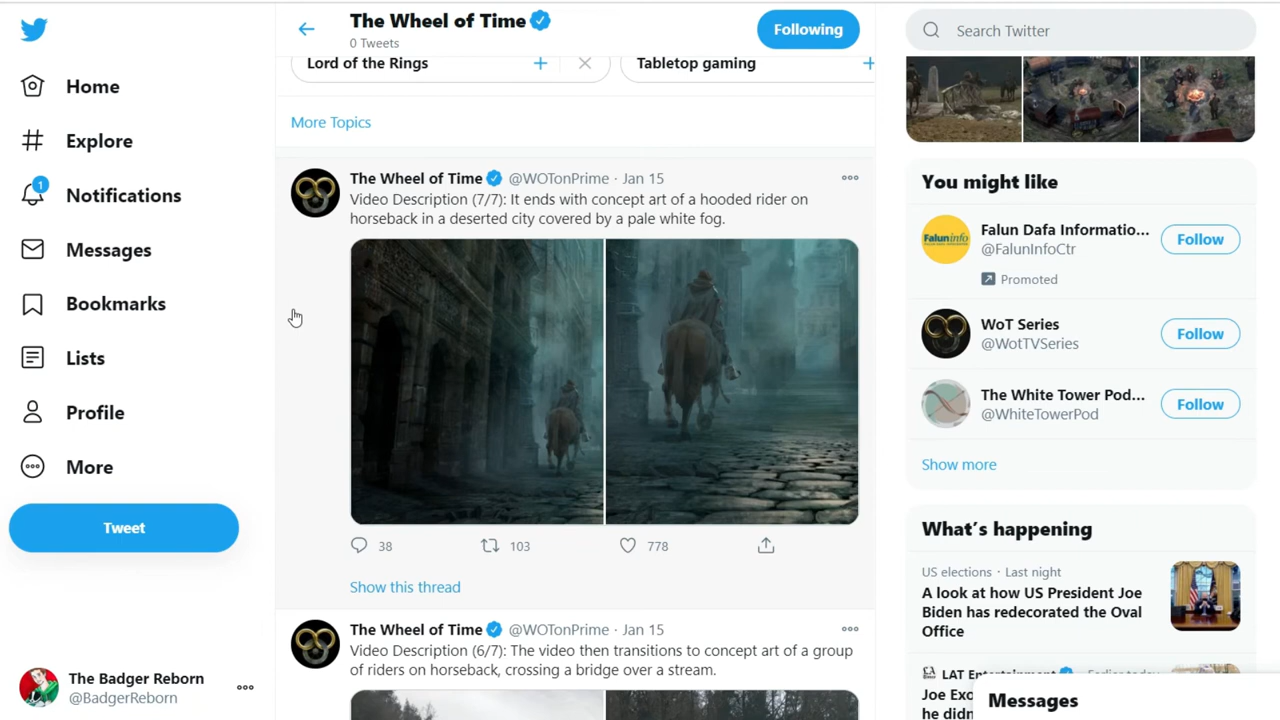 Home
Explore
1
Notifications
Messages
Bookmarks
Lists
Profile
More
Tweet
The Badger Reborn
@BadgerReborn
The Wheel of Time
0 Tweets
Following
Lord of the Rings
Tabletop gaming
More Topics
The Wheel of Time @WOTonPrime · Jan 15
Video Description (7/7): It ends with concept art of a hooded rider on
horseback in a deserted city covered by a pale white fog.
38 103 778
Show this thread
The Wheel of Time @WOTonPrime · Jan 15
Video Description (6/7): The video then transitions to concept art of a group
of riders on horseback, crossing a bridge over a stream.
Search Twitter
You might like
Faluninfo
Falun Dafa Informatio...
@FalunInfoCtr
Follow
Promoted
WoT Series
@WotTVSeries
Follow
The White Tower Pod...
@WhiteTowerPod
Follow
Show more
What's happening
US elections · Last night
A look at how US President Joe
Biden has redecorated the Oval
Office
LAT
Joe Exo
he didn
Messages